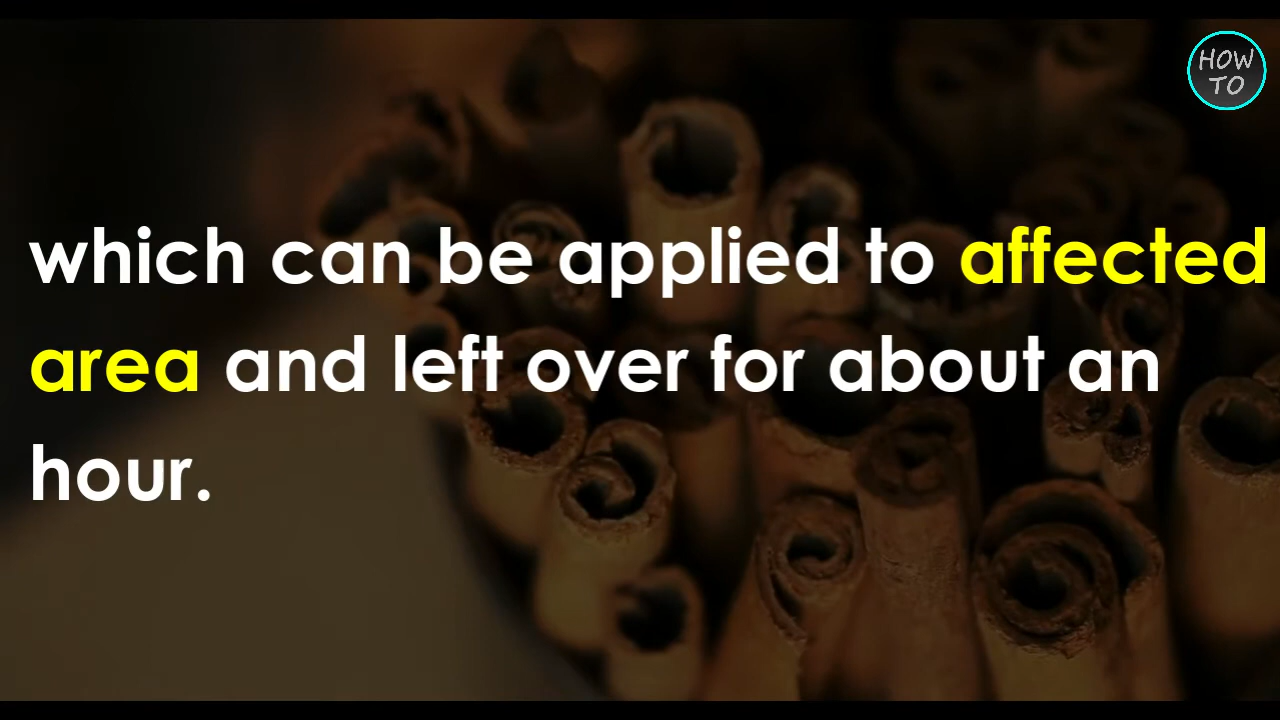 HOW
TO
which can be applied to affected
area and left over for about an
hour.